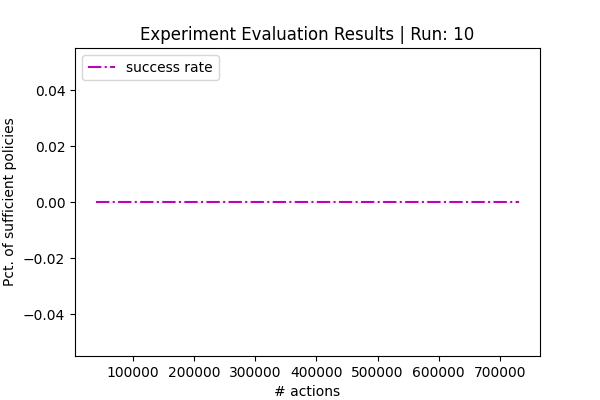 Experiment Evaluation Results | Run: 10
success rate
Pct. of sufficient policies
0.04
0.02
0.00
−0.02
−0.04
100000 200000 300000 400000 500000 600000 700000
# actions